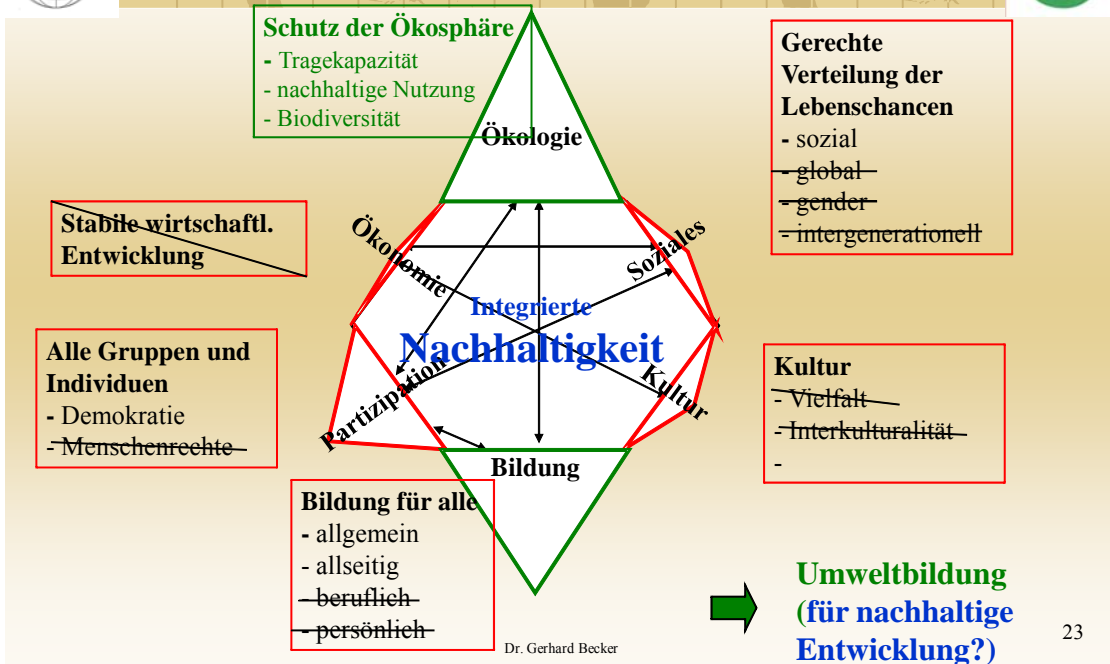 Schutz der Ökosphäre
- Tragekapazität
- nachhaltige Nutzung
- Biodiversität
Ökologie
Gerechte
Verteilung der
Lebenschancen
- sozial
- global
- gender
- intergenerationell
Stabile wirtschaftl.
Entwicklung
Ökonomie
Soziales
Integrierte
Nachhaltigkeit
Alle Gruppen und
Individuen
- Demokratie
- Menschenrechte
Partizipation
Kultur
Kultur
- Vielfalt
- Interkulturalität
-
Bildung
Bildung für alle
- allgemein
- allseitig
- beruflich
- persönlich
Umweltbildung
(für nachhaltige
Entwicklung?)
Dr. Gerhard Becker
23